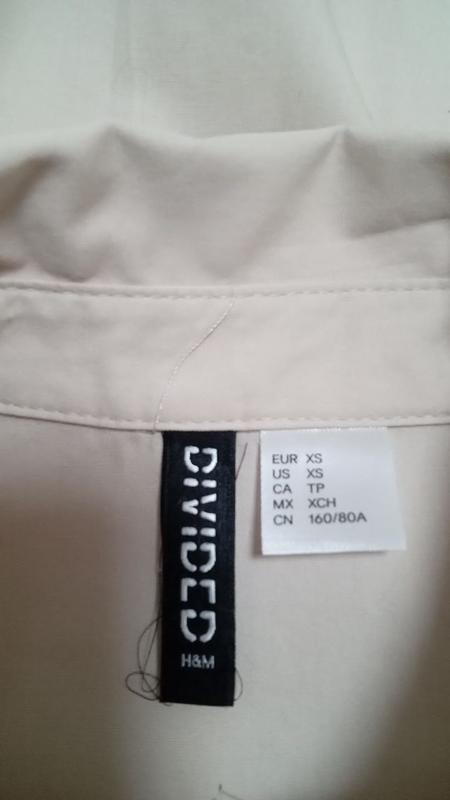 DIVIDED
H&M
EUR XS
US XS
CA TP
MX XCH
CN 160/80A